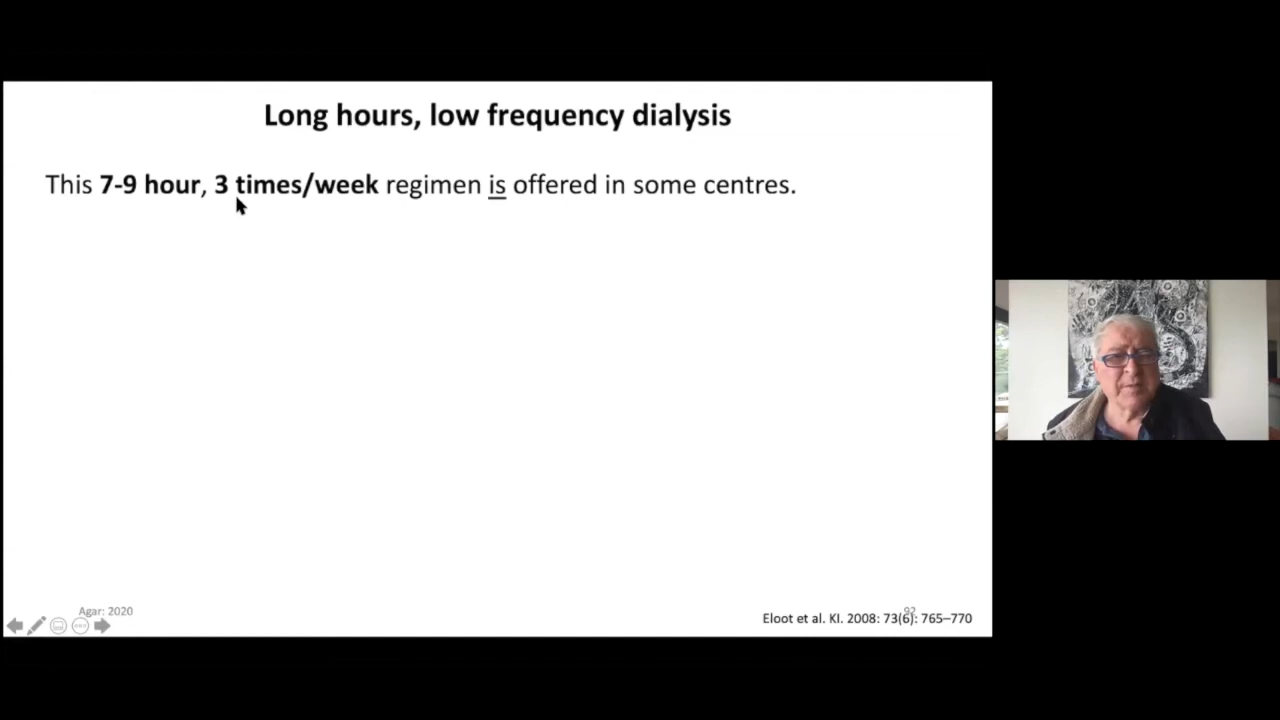 Long hours, low frequency dialysis
This 7-9 hour, 3 times/week regimen is offered in some centres.
Agar: 2020
92
Eloot et al. KI. 2008: 73(6): 765–770